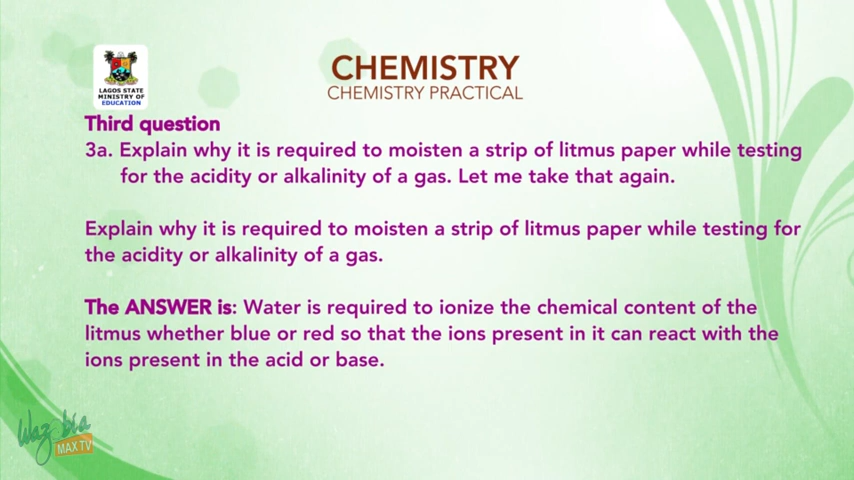 CHEMISTRY
CHEMISTRY PRACTICAL
LAGOS STATE
MINISTRY OF
EDUCATION
Third question
3a. Explain why it is required to moisten a strip of litmus paper while testing
for the acidity or alkalinity of a gas. Let me take that again.
Explain why it is required to moisten a strip of litmus paper while testing for
the acidity or alkalinity of a gas.
The ANSWER is: Water is required to ionize the chemical content of the
litmus whether blue or red so that the ions present in it can react with the
ions present in the acid or base.
Wazobia
MAX TV